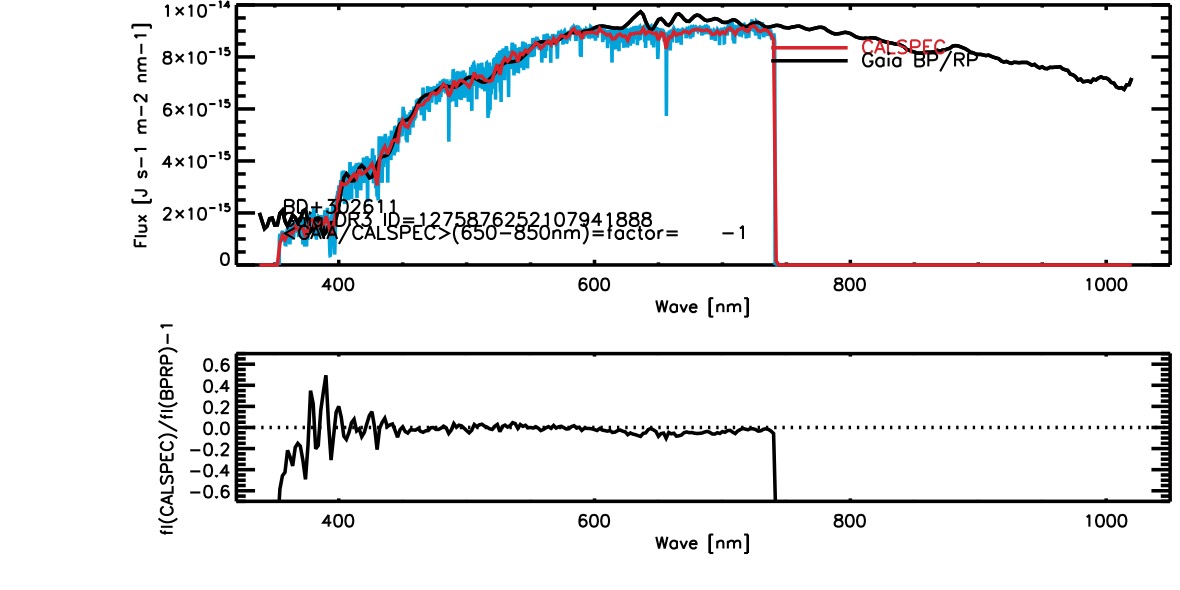 1×10−14
8×10−15
6×10−15
4×10−15
2×10−15
0
Flux [J s−1 m−2 nm−1]
CALSPEC
Gaia BP/RP
BD+302611
Gaia DR3 ID=1275876252107941888
<GAIA/CALSPEC>(650−850nm)=factor= −1
400 600 800 1000
Wave [nm]
fl(CALSPEC)/fl(BPRP)−1
0.6
0.4
0.2
0.0
−0.2
−0.4
−0.6
400 600 800 1000
Wave [nm]